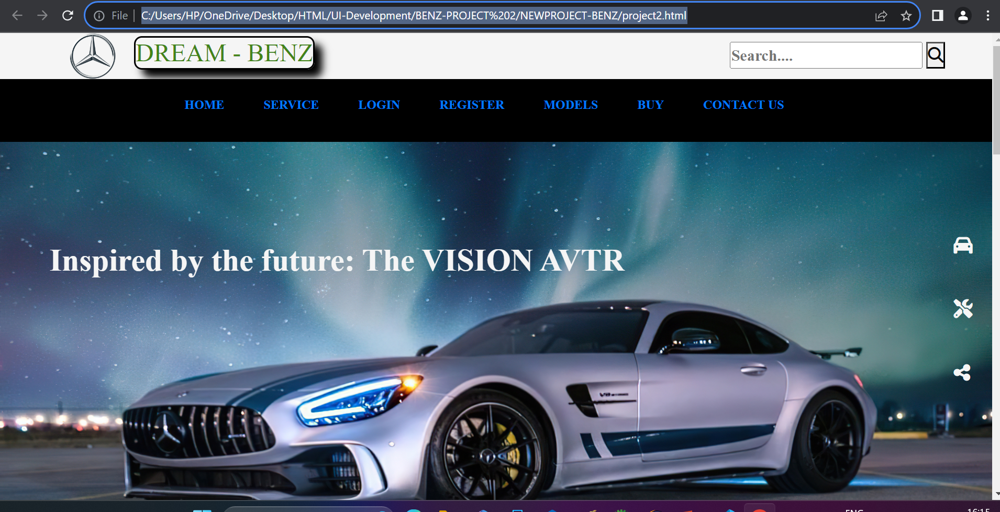 File C:/Users/HP/OneDrive/Desktop/HTML/UI-Development/BENZ-PROJECT%202/NEWPROJECT-BENZ/project2.html
DREAM - BENZ Search....
HOME SERVICE LOGIN REGISTER MODELS BUY CONTACT US
Inspired by the future: The VISION AVTR